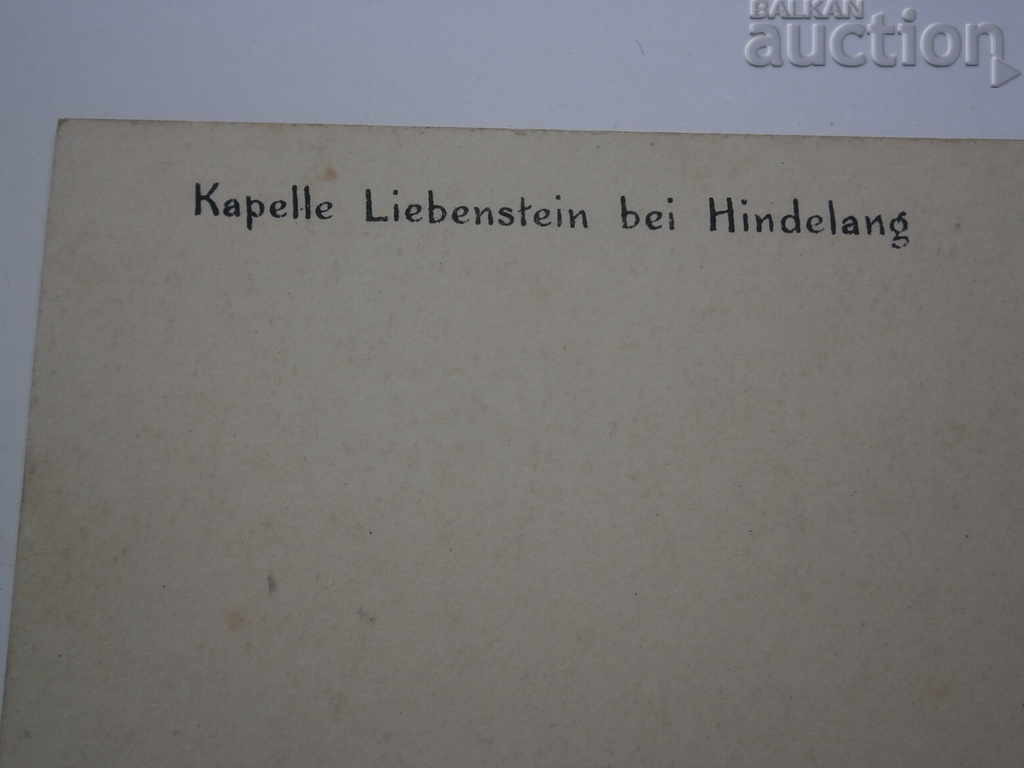 BALKAN
auction
Kapelle Liebenstein bei Hindelang